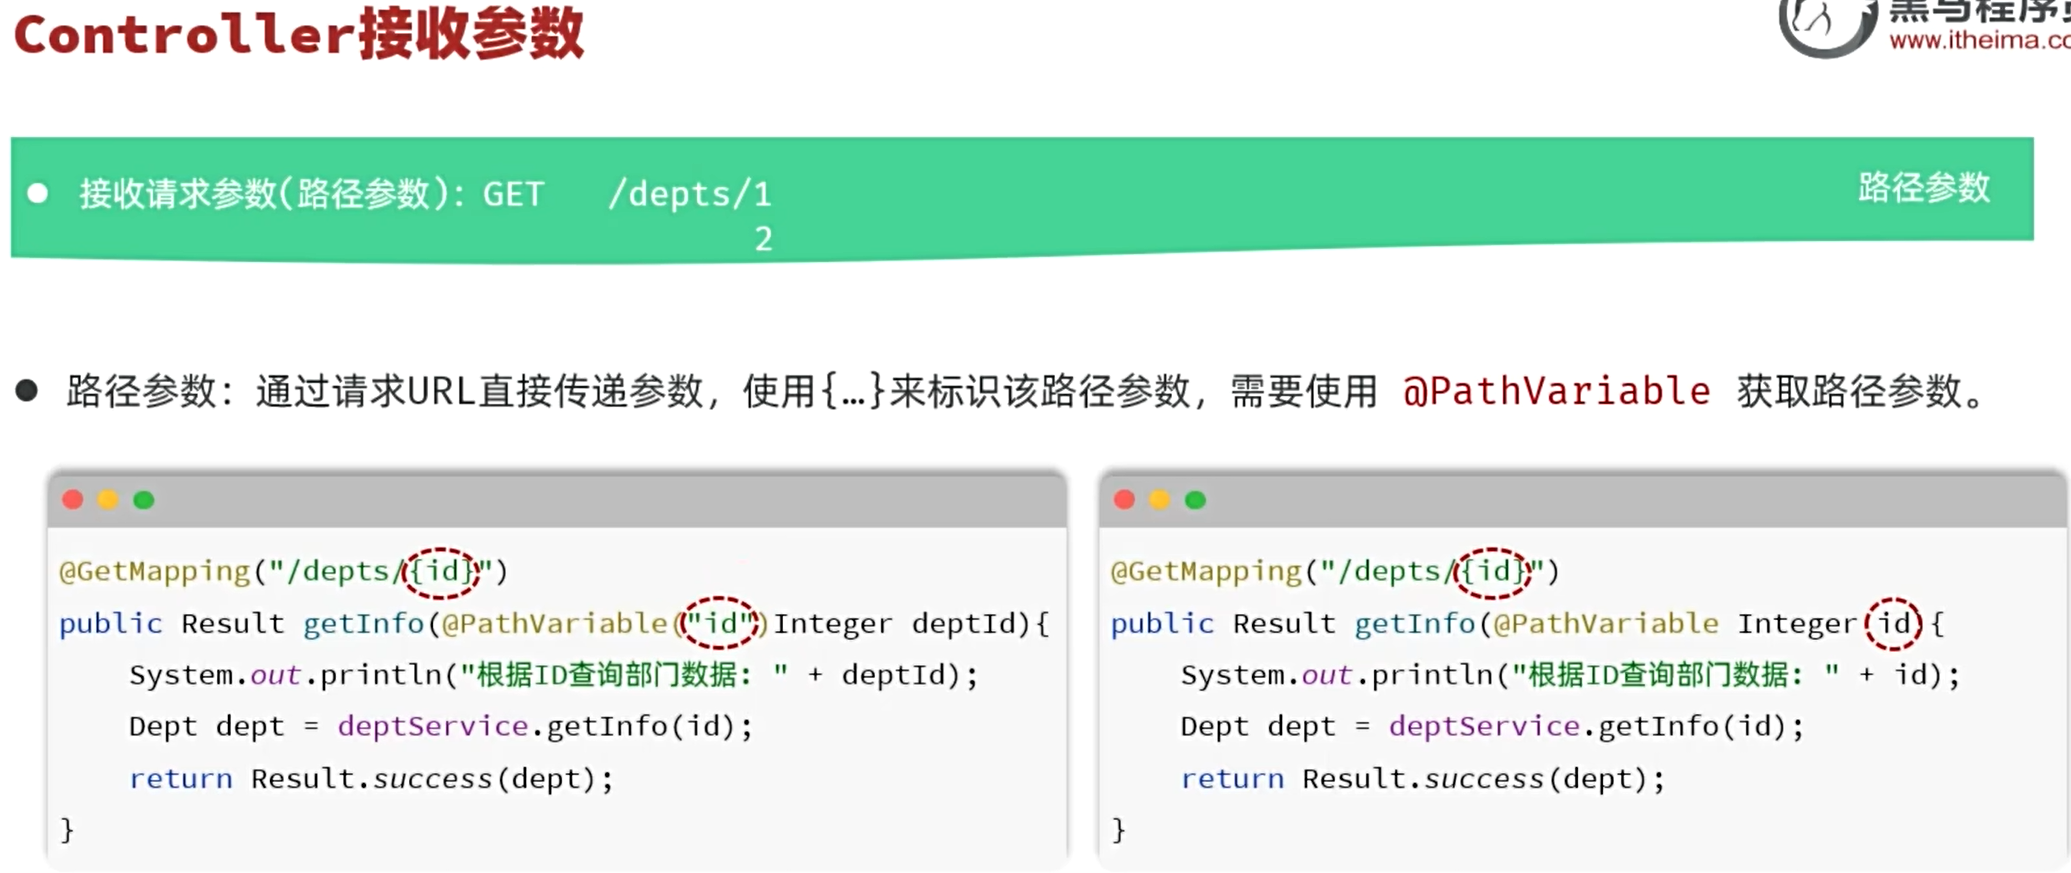 Controller接收参数
黑马程序员
www.itheima.co
接收请求参数(路径参数): GET /depts/1
路径参数
2
路径参数：通过请求URL直接传递参数，使用{…}来标识该路径参数，需要使用 @PathVariable 获取路径参数。
@GetMapping("/depts/{id}")
public Result getInfo(@PathVariable("id")Integer deptId){
System.out.println("根据ID查询部门数据: " + deptId);
Dept dept = deptService.getInfo(id);
return Result.success(dept);
}
@GetMapping("/depts/{id}")
public Result getInfo(@PathVariable Integer id){
System.out.println("根据ID查询部门数据: " + id);
Dept dept = deptService.getInfo(id);
return Result.success(dept);
}